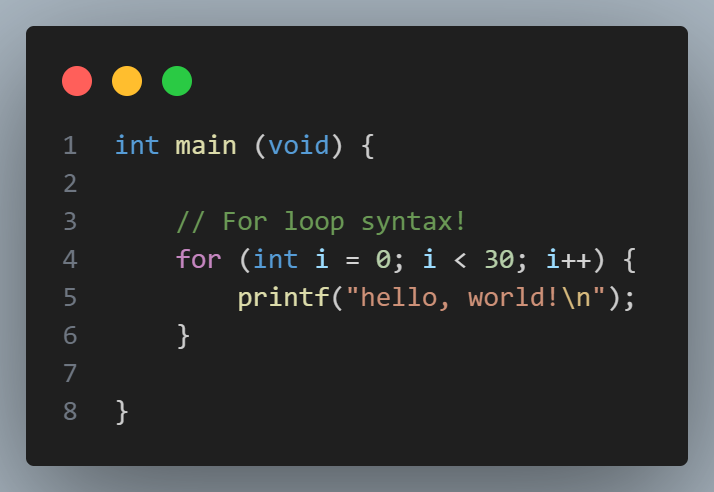 1 int main (void) {
2
3 // For loop syntax!
4 for (int i = 0; i < 30; i++) {
5 printf("hello, world!\n");
6 }
7
8 }